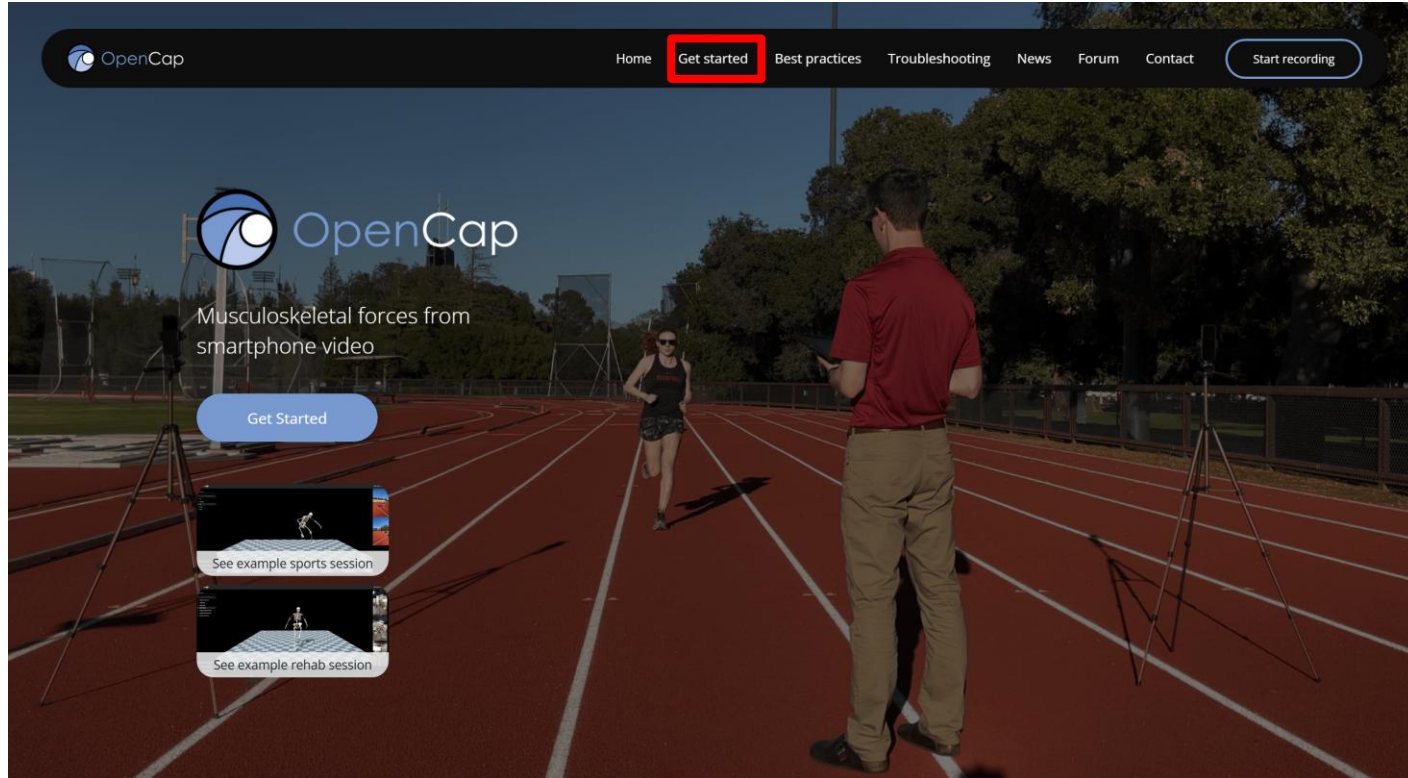 OpenCap
Home Get started Best practices Troubleshooting News Forum Contact Start recording
OpenCap
Musculoskeletal forces from
smartphone video
Get Started
See example sports session
See example rehab session